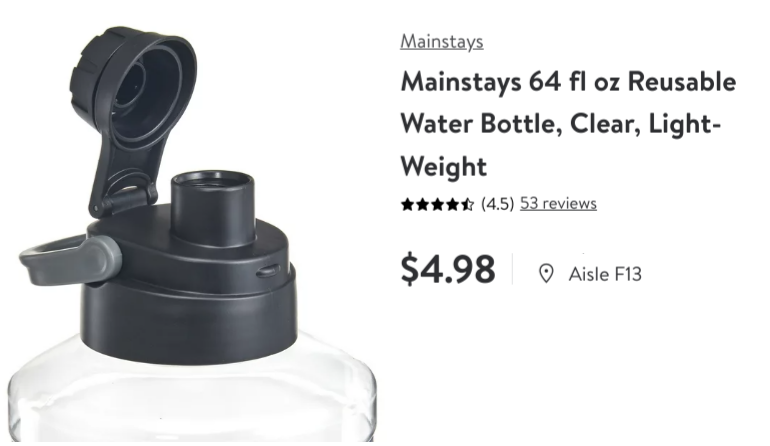 Mainstays
Mainstays 64 fl oz Reusable
Water Bottle, Clear, Light-
Weight
(4.5) 53 reviews
$4.98
Aisle F13